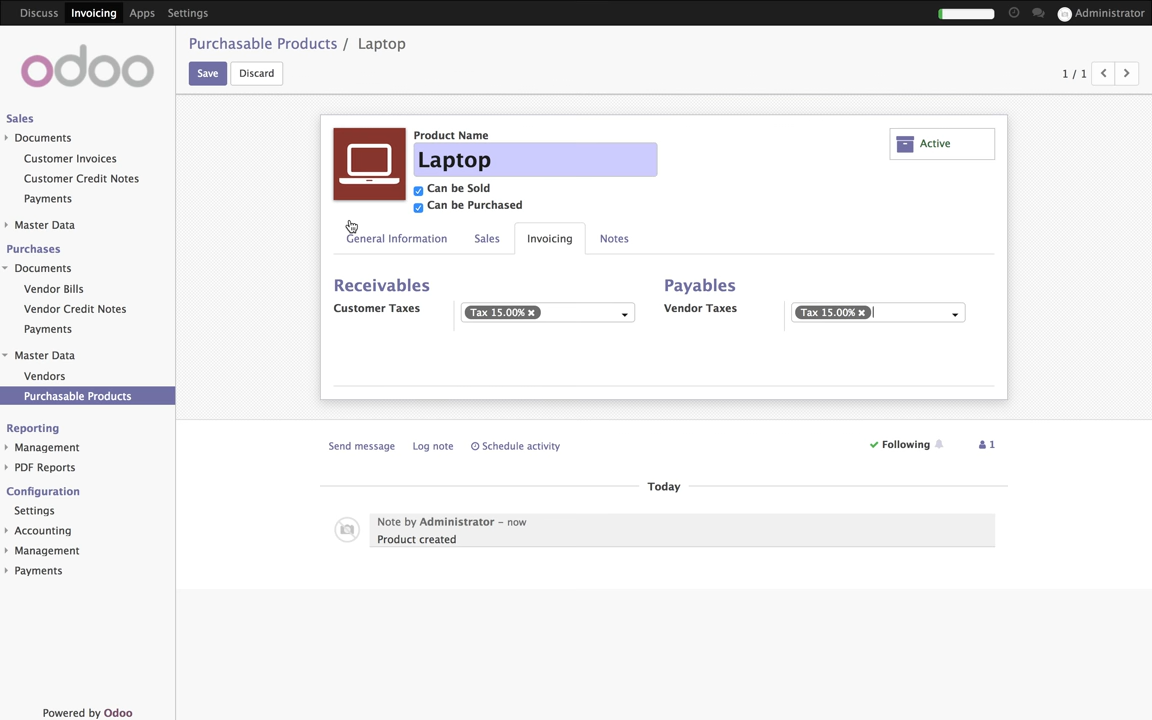 Discuss Invoicing Apps Settings Administrator
odoo
Purchasable Products / Laptop
Save Discard 1 / 1
Sales
Documents
Customer Invoices
Customer Credit Notes
Payments
Master Data
Purchases
Documents
Vendor Bills
Vendor Credit Notes
Payments
Master Data
Vendors
Purchasable Products
Reporting
Management
PDF Reports
Configuration
Settings
Accounting
Management
Payments
Powered by Odoo
Product Name
Laptop
Active
Can be Sold
Can be Purchased
General Information Sales Invoicing Notes
Receivables Payables
Customer Taxes Tax 15.00% × Vendor Taxes Tax 15.00% ×
Send message Log note Schedule activity Following 1
Today
Note by Administrator – now
Product created